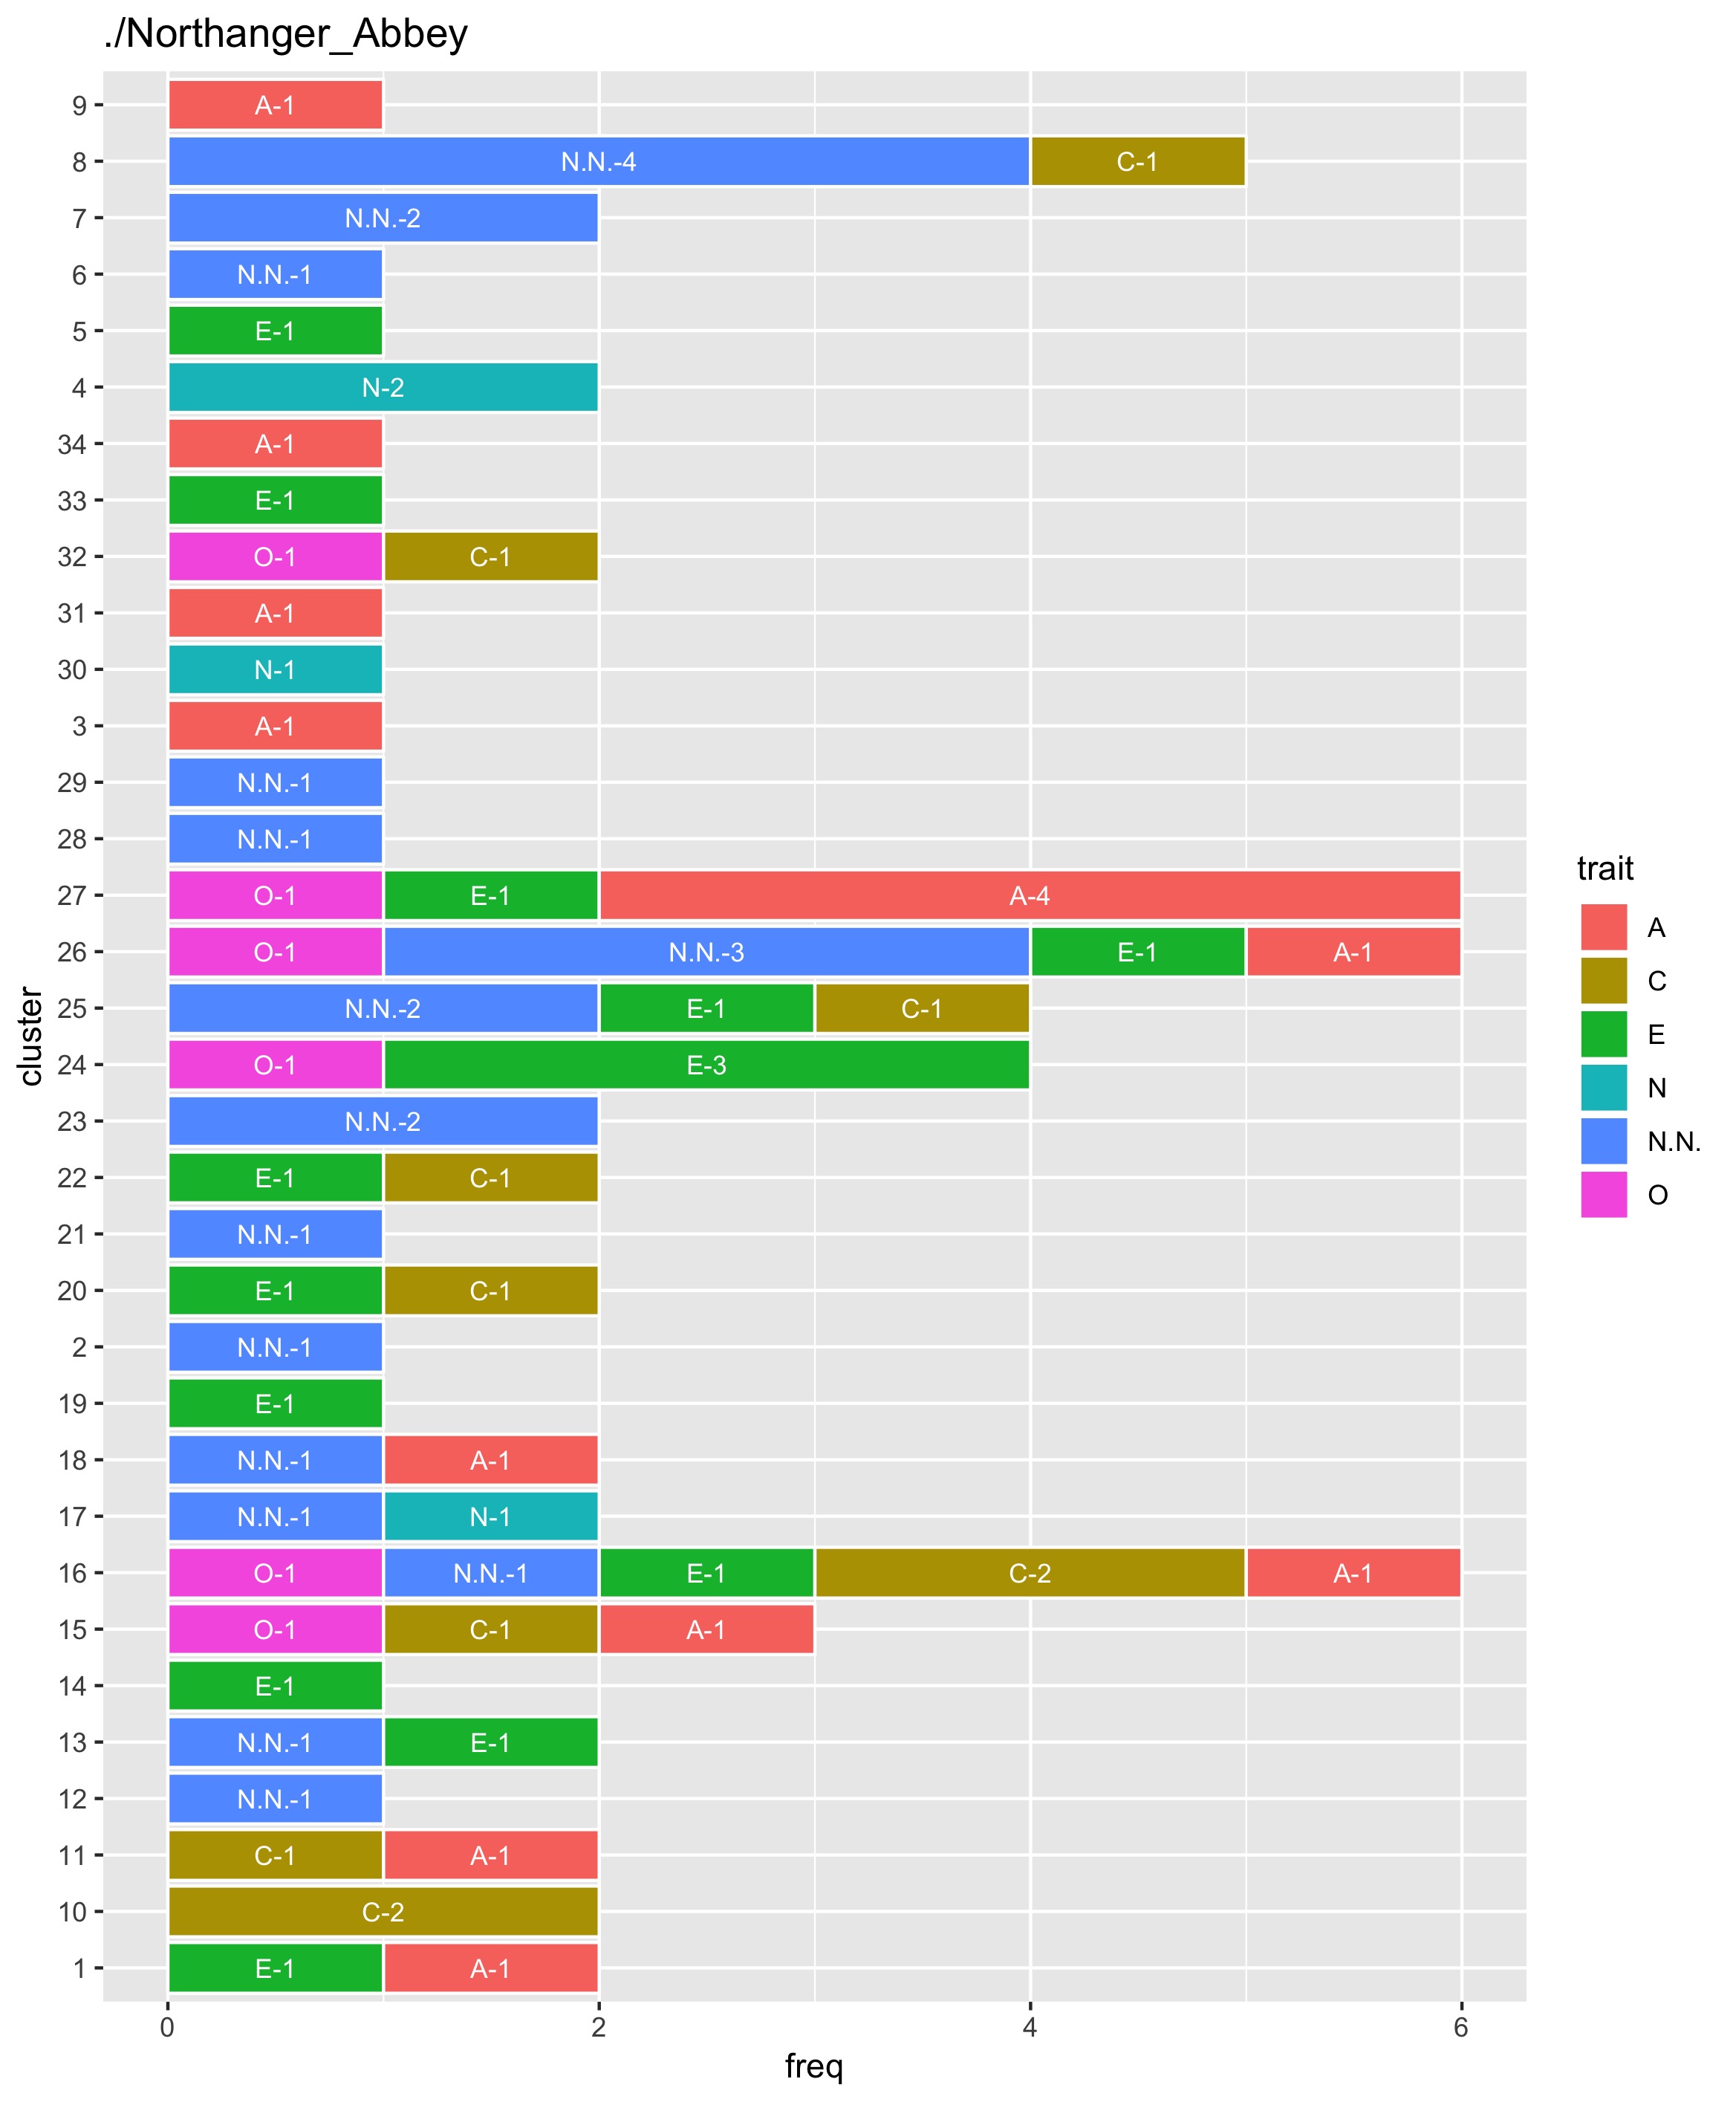 ./Northanger_Abbey
9 A-1
8 N.N.-4 C-1
7 N.N.-2
6 N.N.-1
5 E-1
4 N-2
34 A-1
33 E-1
32 O-1 C-1
31 A-1
30 N-1
3 A-1
29 N.N.-1
28 N.N.-1
27 O-1 E-1 A-4
26 O-1 N.N.-3 E-1 A-1
25 N.N.-2 E-1 C-1
24 O-1 E-3
23 N.N.-2
22 E-1 C-1
21 N.N.-1
20 E-1 C-1
2 N.N.-1
19 E-1
18 N.N.-1 A-1
17 N.N.-1 N-1
16 O-1 N.N.-1 E-1 C-2 A-1
15 O-1 C-1 A-1
14 E-1
13 N.N.-1 E-1
12 N.N.-1
11 C-1 A-1
10 C-2
1 E-1 A-1
0 2 4 6
freq
cluster
trait
A
C
E
N
N.N.
O